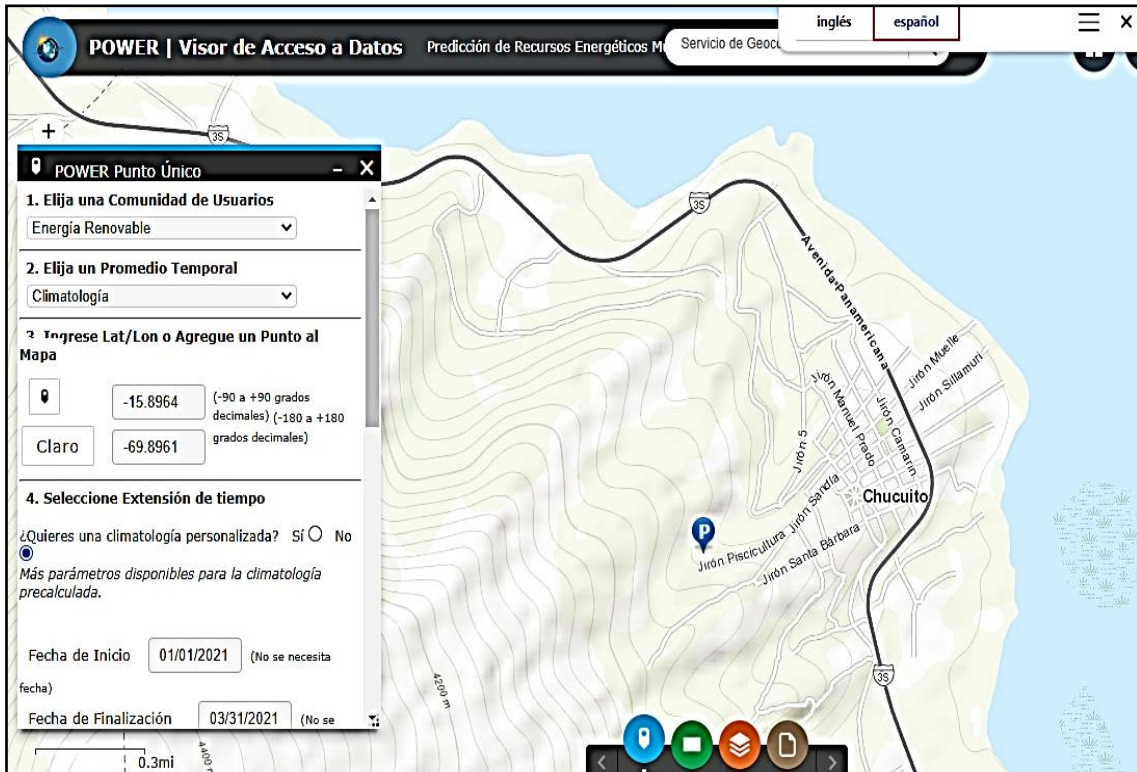 inglés español
POWER | Visor de Acceso a Datos Predicción de Recursos Energéticos
Servicio de
35
POWER Punto Único
1. Elija una Comunidad de Usuarios
Energía Renovable
2. Elija un Promedio Temporal
Climatología
3. Ingrese Lat/Lon o Agregue un Punto al
Mapa
-15.8964 (-90 a +90 grados
decimales) (-180 a +180
grados decimales)
Claro -69.8961
4. Seleccione Extensión de tiempo
¿Quieres una climatología personalizada? Sí No
Más parámetros disponibles para la climatología
precalculada.
Fecha de Inicio 01/01/2021 (No se necesita
fecha)
Fecha de Finalización 03/31/2021 (No se
0.3mi
35
Avenida Panamericana
Jirón Muelle
Jirón Sillamuri
Jirón Manuel Prado
Jirón Camarin
Jirón 5
Jirón Sandía
Chucuito
P
Jirón Piscicultura
Jirón Santa Bárbara
35
4200 m
4400 m